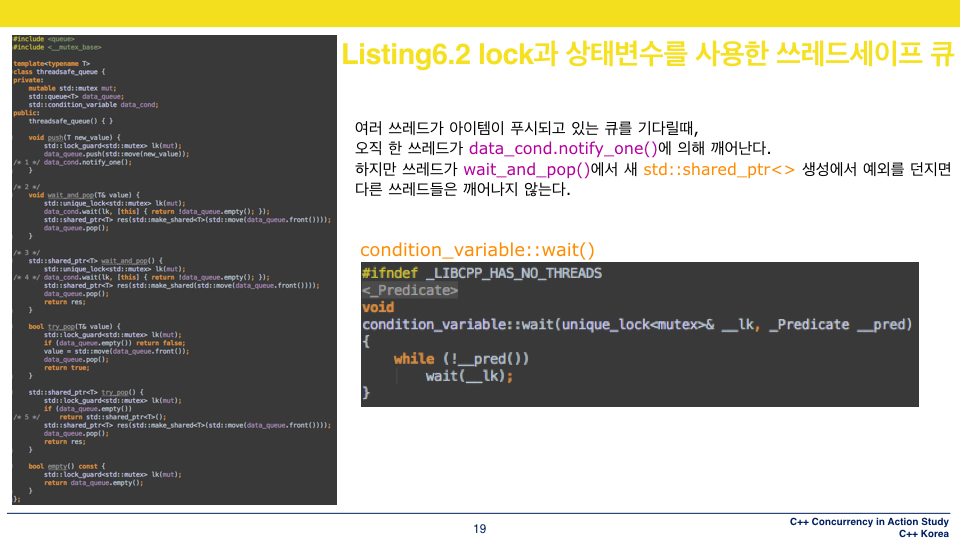 #include <queue>
#include <__mutex_base>
template<typename T>
class threadsafe_queue {
private:
mutable std::mutex mut;
std::queue<T> data_queue;
std::condition_variable data_cond;
public:
threadsafe_queue() { }
void push(T new_value) {
std::lock_guard<std::mutex> lk(mut);
data_queue.push(std::move(new_value));
/* 1 */ data_cond.notify_one();
}
/* 2 */
void wait_and_pop(T& value) {
std::unique_lock<std::mutex> lk(mut);
data_cond.wait(lk, [this] { return !data_queue.empty(); });
std::shared_ptr<T> res(std::make_shared<T>(std::move(data_queue.front())));
data_queue.pop();
}
/* 3 */
std::shared_ptr<T> wait_and_pop() {
std::unique_lock<std::mutex> lk(mut);
/* 4 */ data_cond.wait(lk, [this] { return !data_queue.empty(); });
std::shared_ptr<T> res(std::make_shared(std::move(data_queue.front())));
data_queue.pop();
return res;
}
bool try_pop(T& value) {
std::lock_guard<std::mutex> lk(mut);
if (data_queue.empty()) return false;
value = std::move(data_queue.front());
data_queue.pop();
return true;
}
std::shared_ptr<T> try_pop() {
std::lock_guard<std::mutex> lk(mut);
if (data_queue.empty())
/* 5 */ return std::shared_ptr<T>();
std::shared_ptr<T> res(std::make_shared<T>(std::move(data_queue.front())));
data_queue.pop();
return res;
}
bool empty() const {
std::lock_guard<std::mutex> lk(mut);
return data_queue.empty();
}
};
Listing6.2 lock과 상태변수를 사용한 쓰레드세이프 큐
여러 쓰레드가 아이템이 푸시되고 있는 큐를 기다릴때,
오직 한 쓰레드가 data_cond.notify_one()에 의해 깨어난다.
하지만 쓰레드가 wait_and_pop()에서 새 std::shared_ptr<> 생성에서 예외를 던지면
다른 쓰레드들은 깨어나지 않는다.
condition_variable::wait()
#ifndef _LIBCPP_HAS_NO_THREADS
<_Predicate>
void
condition_variable::wait(unique_lock<mutex>& __lk, _Predicate __pred)
{
while (!__pred())
wait(__lk);
}
19
C++ Concurrency in Action Study
C++ Korea